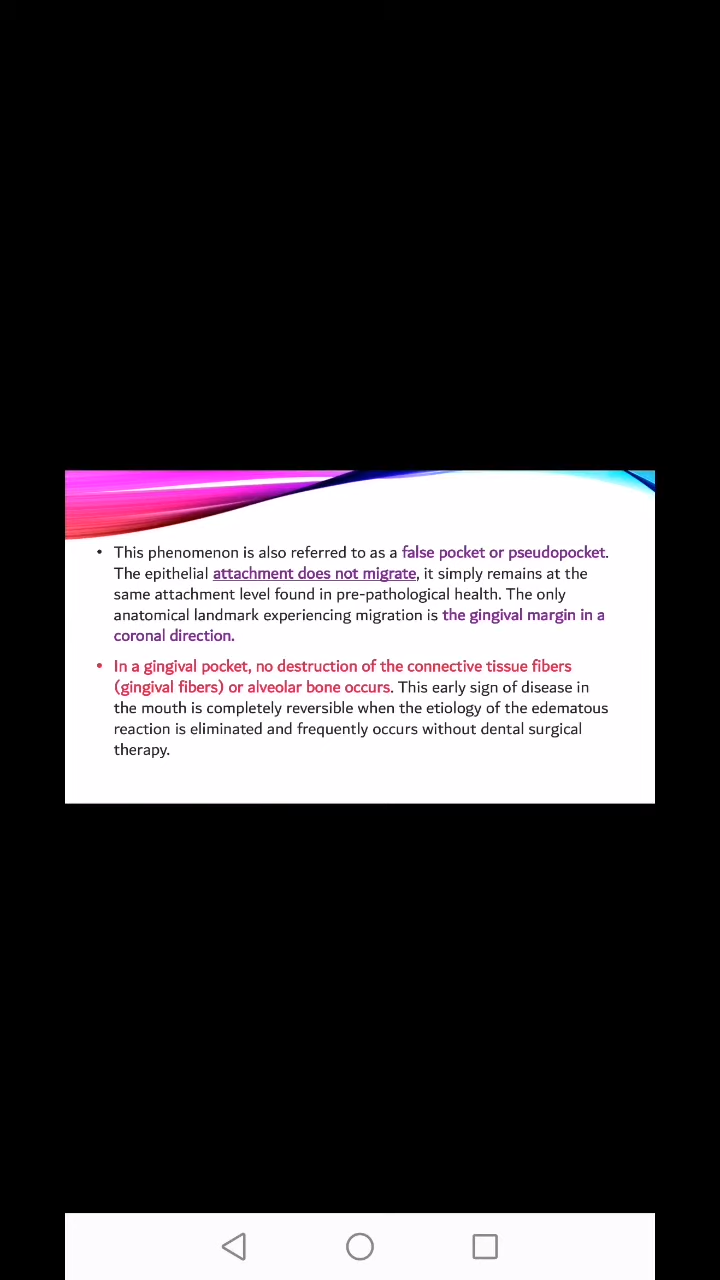 • This phenomenon is also referred to as a false pocket or pseudopocket.
The epithelial attachment does not migrate, it simply remains at the
same attachment level found in pre-pathological health. The only
anatomical landmark experiencing migration is the gingival margin in a
coronal direction.
• In a gingival pocket, no destruction of the connective tissue fibers
(gingival fibers) or alveolar bone occurs. This early sign of disease in
the mouth is completely reversible when the etiology of the edematous
reaction is eliminated and frequently occurs without dental surgical
therapy.